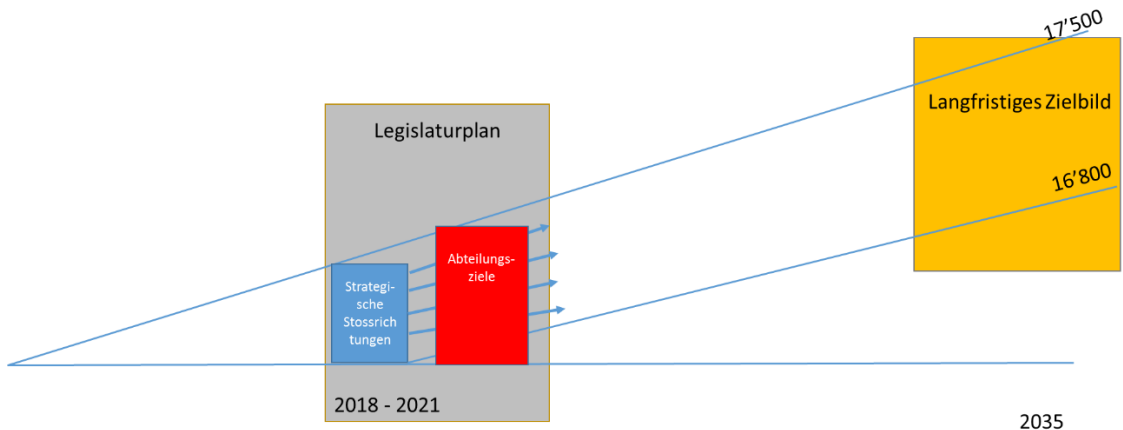 17’500
Langfristiges Zielbild
Legislaturplan
16’800
Abteilungs-
ziele
Strategi-
sche
Stossrich
tungen
2018 - 2021
2035